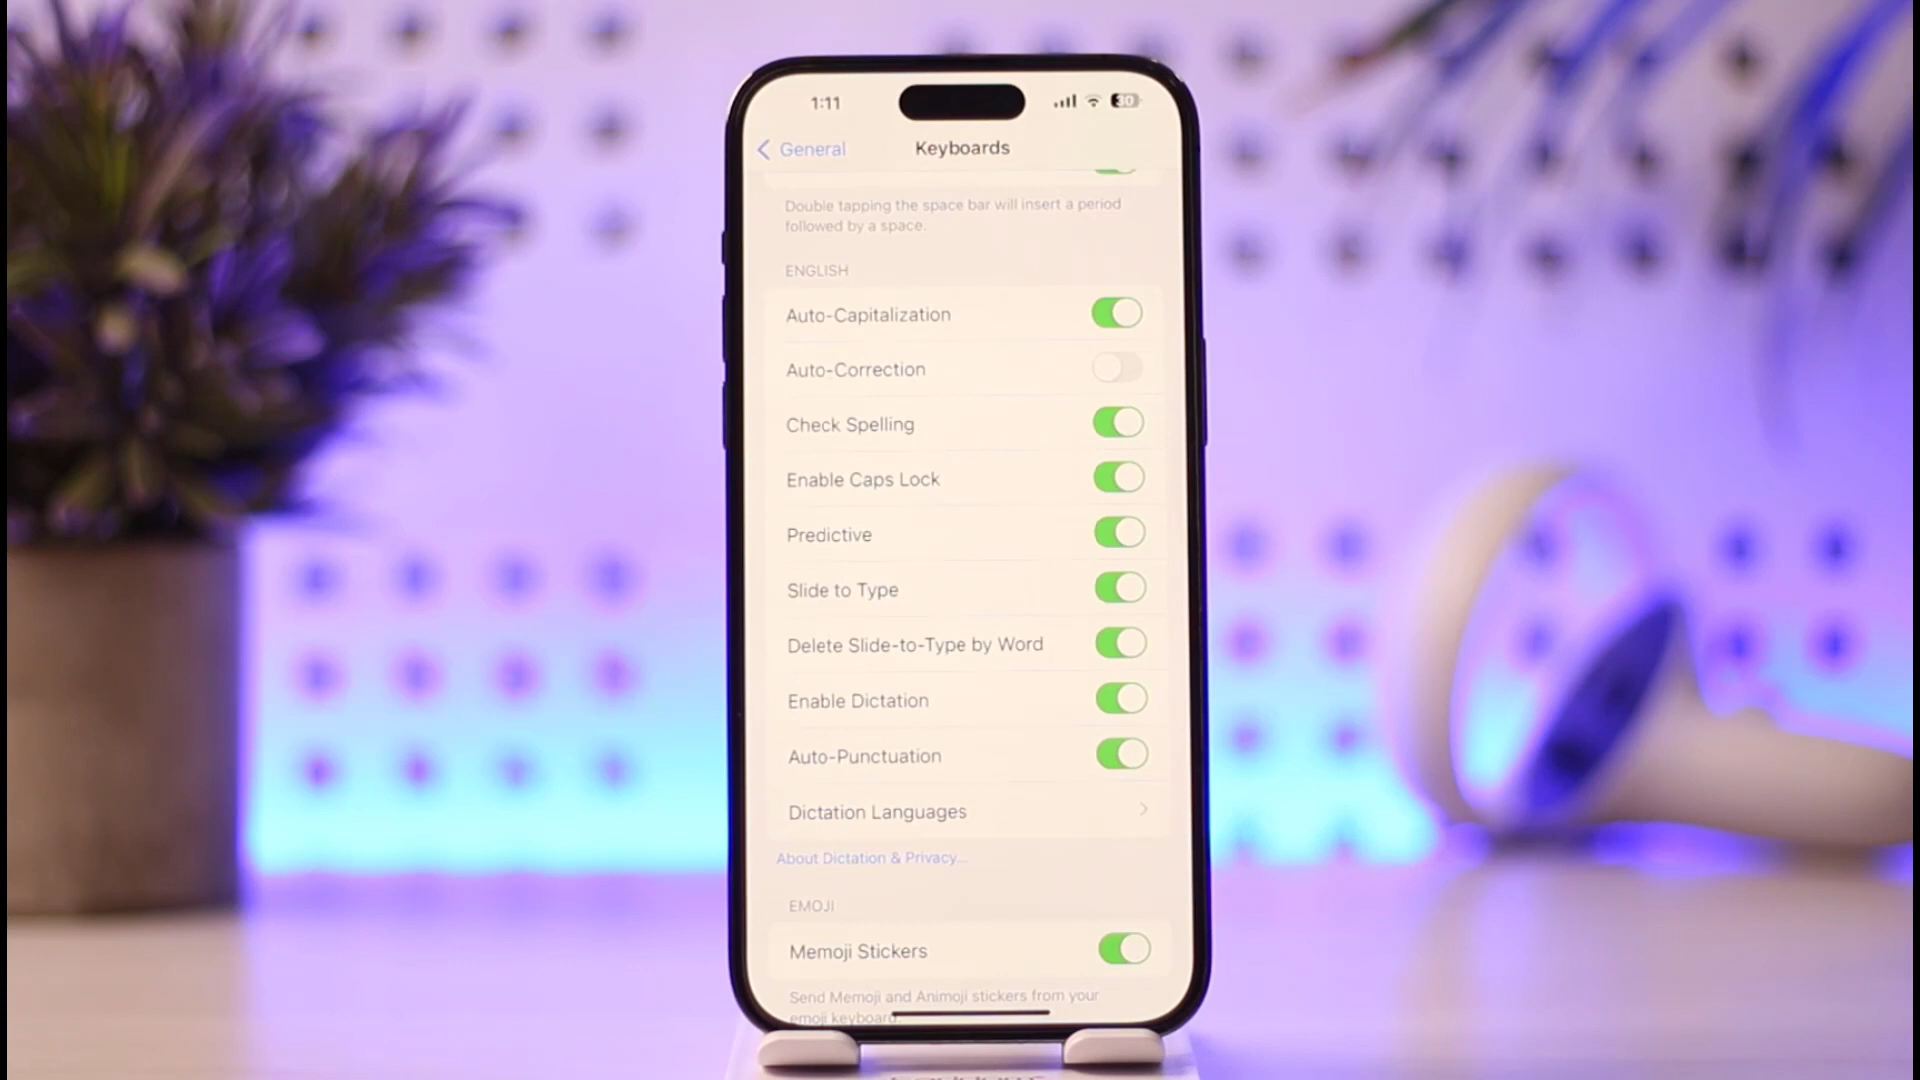 1:11
30
General
Keyboards
Double tapping the space bar will insert a period
followed by a space.
ENGLISH
Auto-Capitalization
Auto-Correction
Check Spelling
Enable Caps Lock
Predictive
Slide to Type
Delete Slide-to-Type by Word
Enable Dictation
Auto-Punctuation
Dictation Languages
About Dictation & Privacy...
EMOJI
Memoji Stickers
Send Memoji and Animoji stickers from your
emoji keyboard.